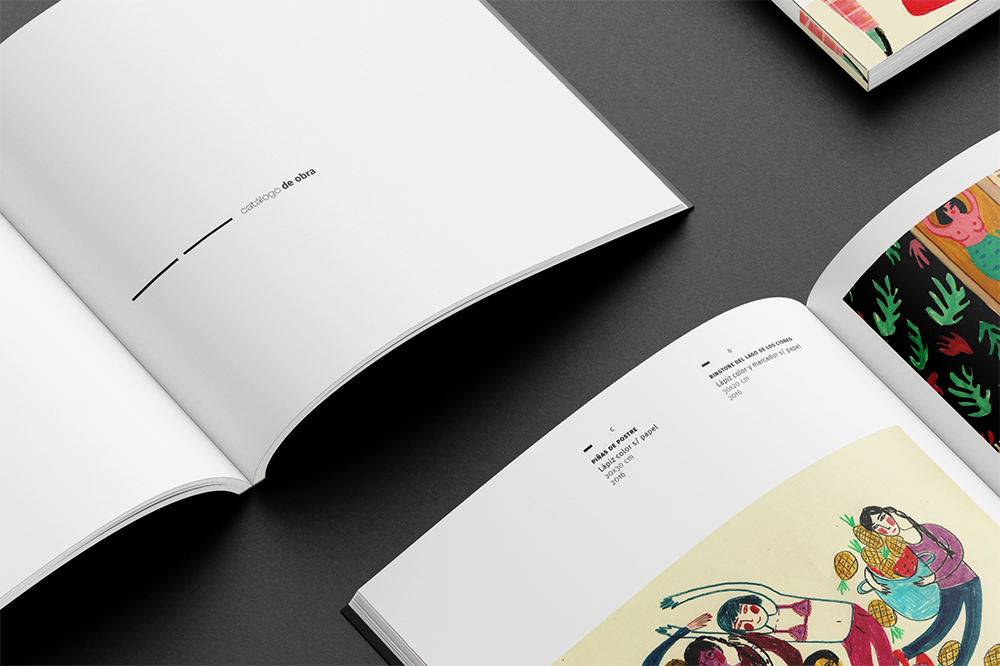 catálogo de obra
C
PIÑAS DE POSTRE
Lápiz color s/ papel
20x30 cm
2016
D
RINGTONE DEL LAGO DE LOS CISNES
Lápiz color y marcador s/ papel
30x20 cm
2016